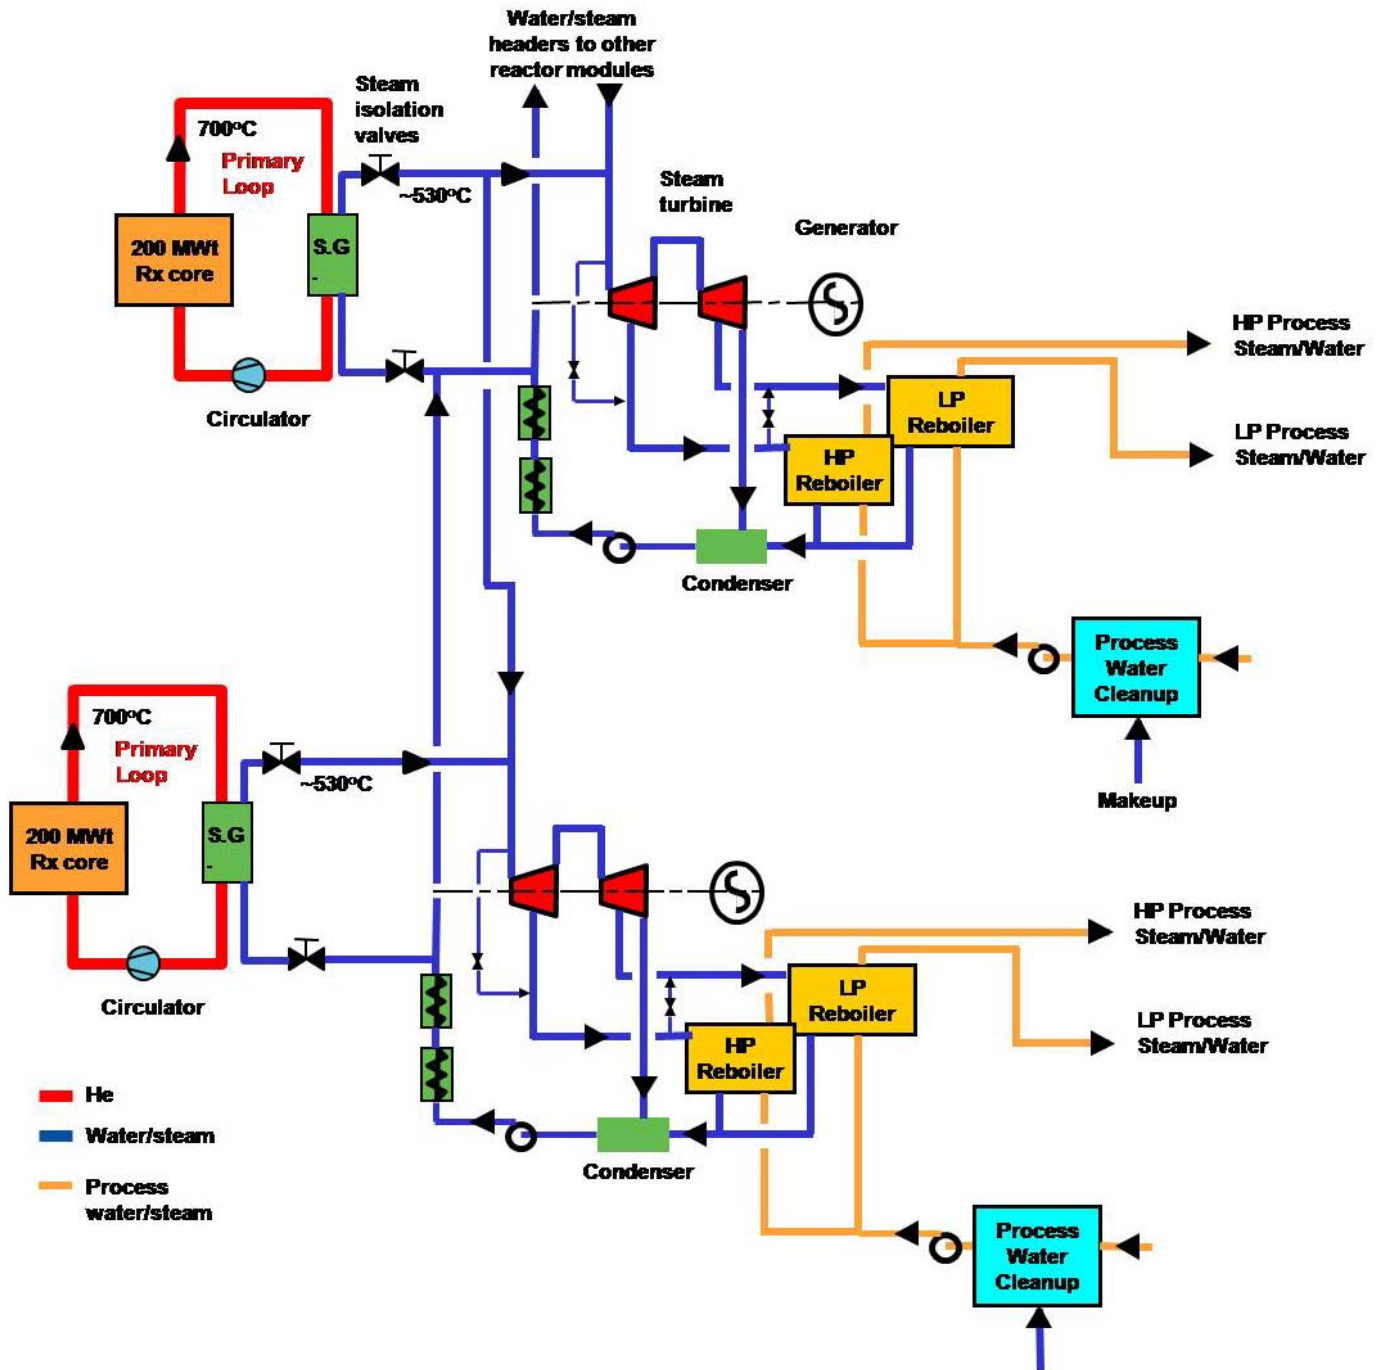 Water/steam
headers to other
reactor modules
Steam
isolation
valves
700ºC
Primary
Loop
~530ºC
Steam
turbine
Generator
200 MWt
Rx core
S.G
-
HP Process
Steam/Water
Circulator
LP
Reboiler
LP Process
Steam/Water
HP
Reboiler
Condenser
Process
Water
Cleanup
Makeup
700ºC
Primary
Loop
~530ºC
200 MWt
Rx core
S.G
-
HP Process
Steam/Water
Circulator
LP
Reboiler
LP Process
Steam/Water
HP
Reboiler
He
Water/steam
Process
water/steam
Condenser
Process
Water
Cleanup